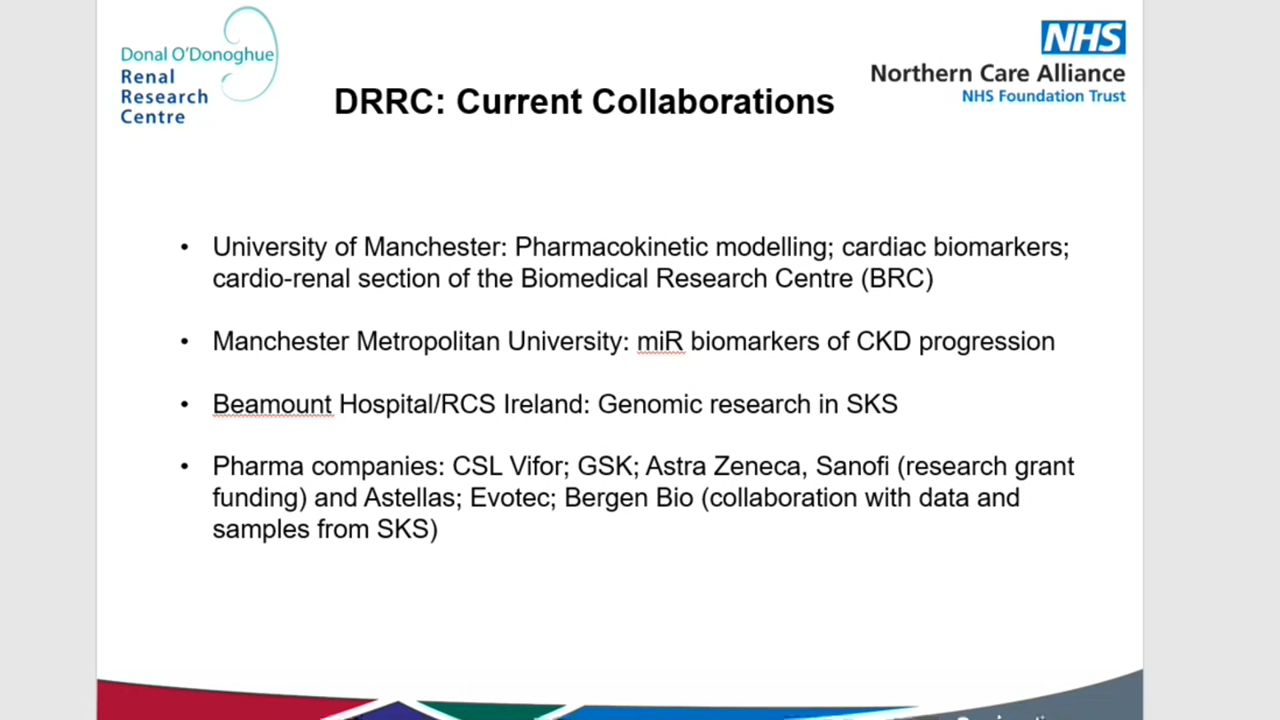 Donal O'Donoghue
Renal
Research
Centre
NHS
Northern Care Alliance
NHS Foundation Trust
DRRC: Current Collaborations
• University of Manchester: Pharmacokinetic modelling; cardiac biomarkers;
cardio-renal section of the Biomedical Research Centre (BRC)
• Manchester Metropolitan University: miR biomarkers of CKD progression
• Beamount Hospital/RCS Ireland: Genomic research in SKS
• Pharma companies: CSL Vifor; GSK; Astra Zeneca, Sanofi (research grant
funding) and Astellas; Evotec; Bergen Bio (collaboration with data and
samples from SKS)